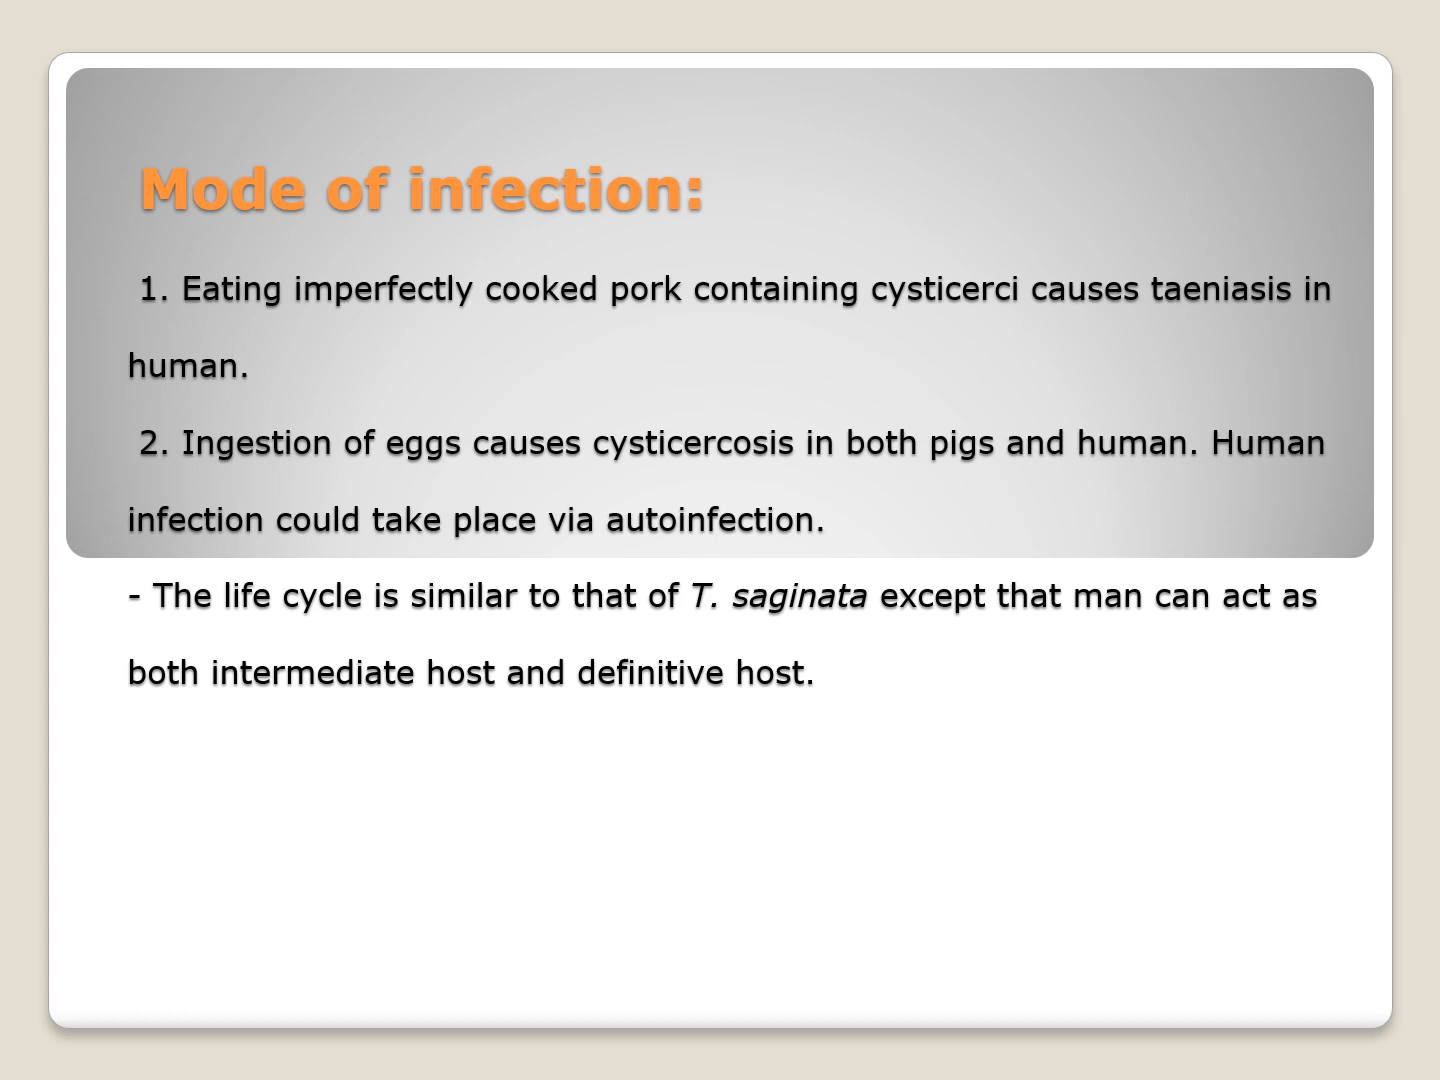 Mode of infection:
1. Eating imperfectly cooked pork containing cysticerci causes taeniasis in
human.
2. Ingestion of eggs causes cysticercosis in both pigs and human. Human
infection could take place via autoinfection.
- The life cycle is similar to that of T. saginata except that man can act as
both intermediate host and definitive host.